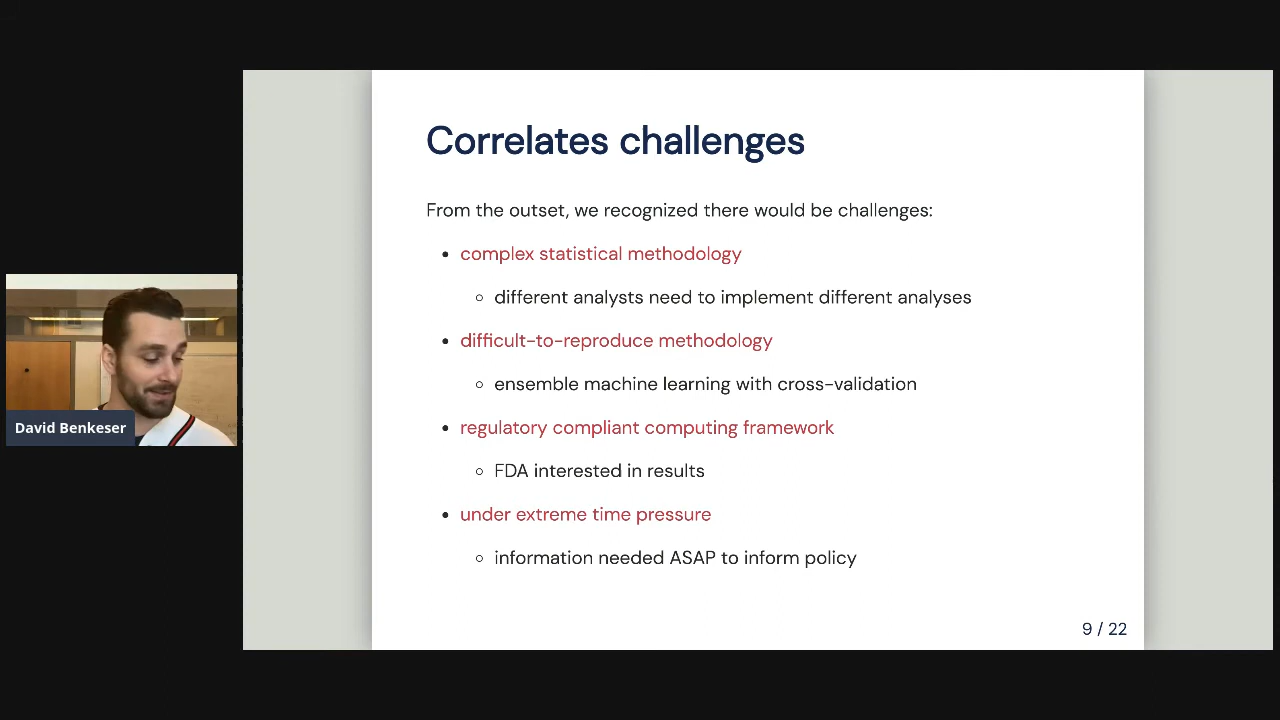 Correlates challenges
From the outset, we recognized there would be challenges:
complex statistical methodology
different analysts need to implement different analyses
difficult-to-reproduce methodology
ensemble machine learning with cross-validation
regulatory compliant computing framework
FDA interested in results
under extreme time pressure
information needed ASAP to inform policy
9 / 22
David Benkeser